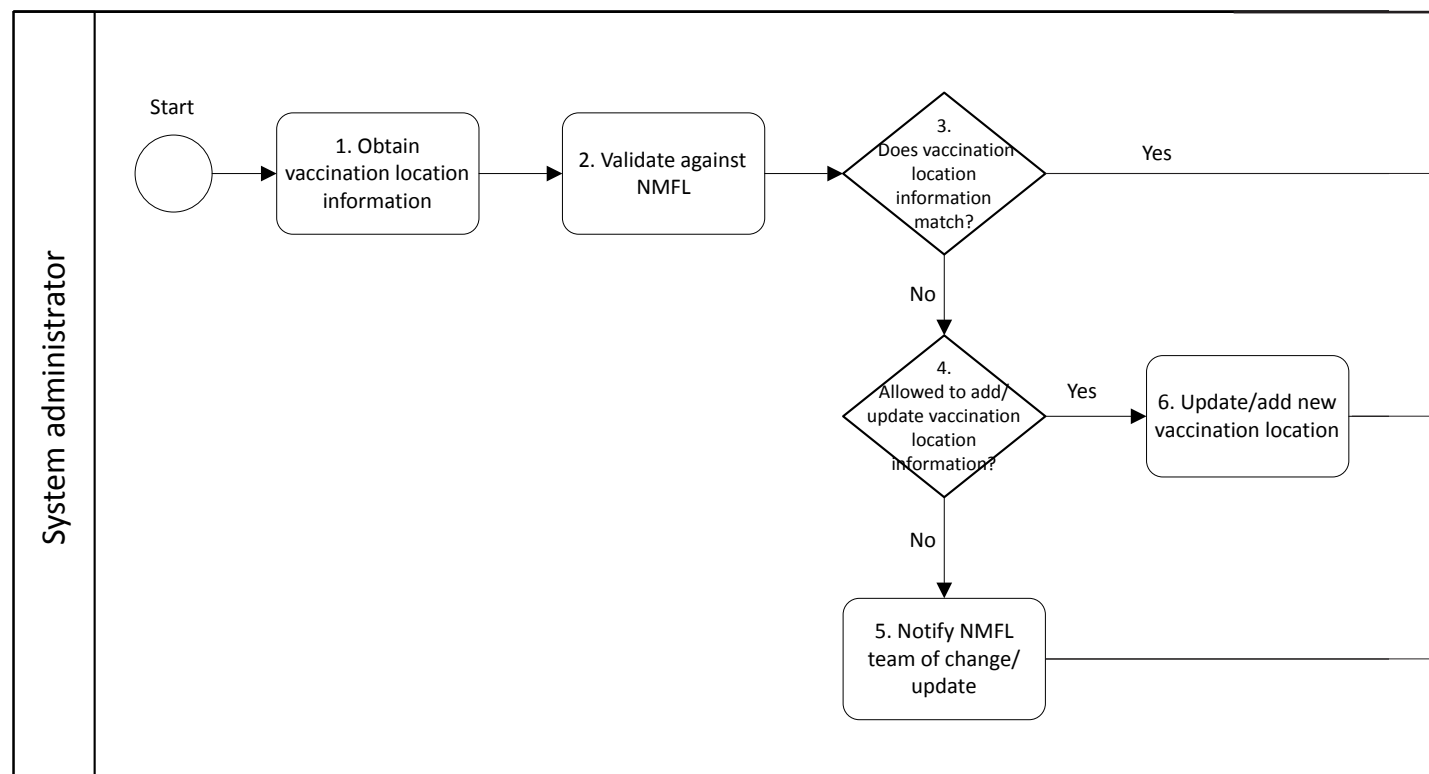 System administrator
Start
1. Obtain
vaccination location
information
2. Validate against
NMFL
3.
Does vaccination
location
information
match?
Yes
No
4.
Allowed to add/
update vaccination
location
information?
Yes
6. Update/add new
vaccination location
No
5. Notify NMFL
team of change/
update